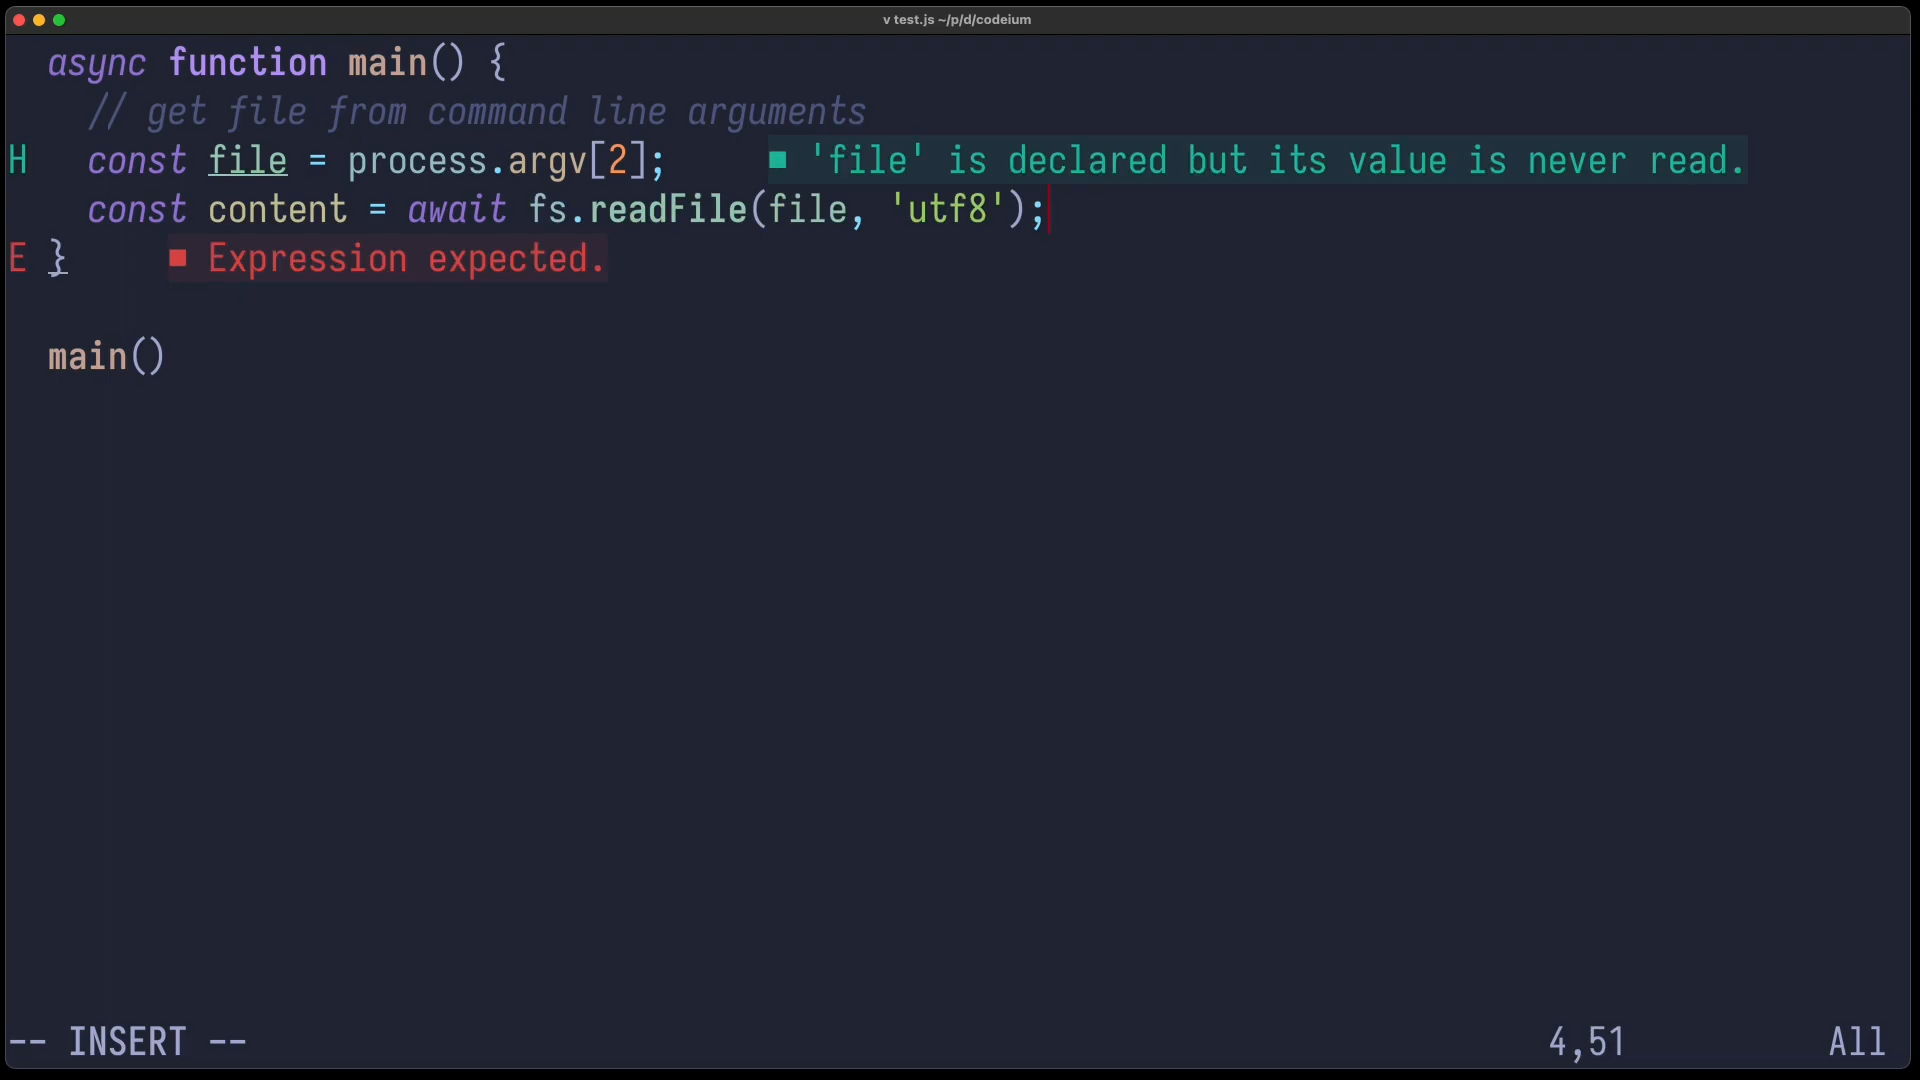 v test.js ~/p/d/codeium
async function main() {
// get file from command line arguments
H const file = process.argv[2]; ■ 'file' is declared but its value is never read.
const content = await fs.readFile(file, 'utf8');
E } ■ Expression expected.
main()
-- INSERT -- 4,51 All